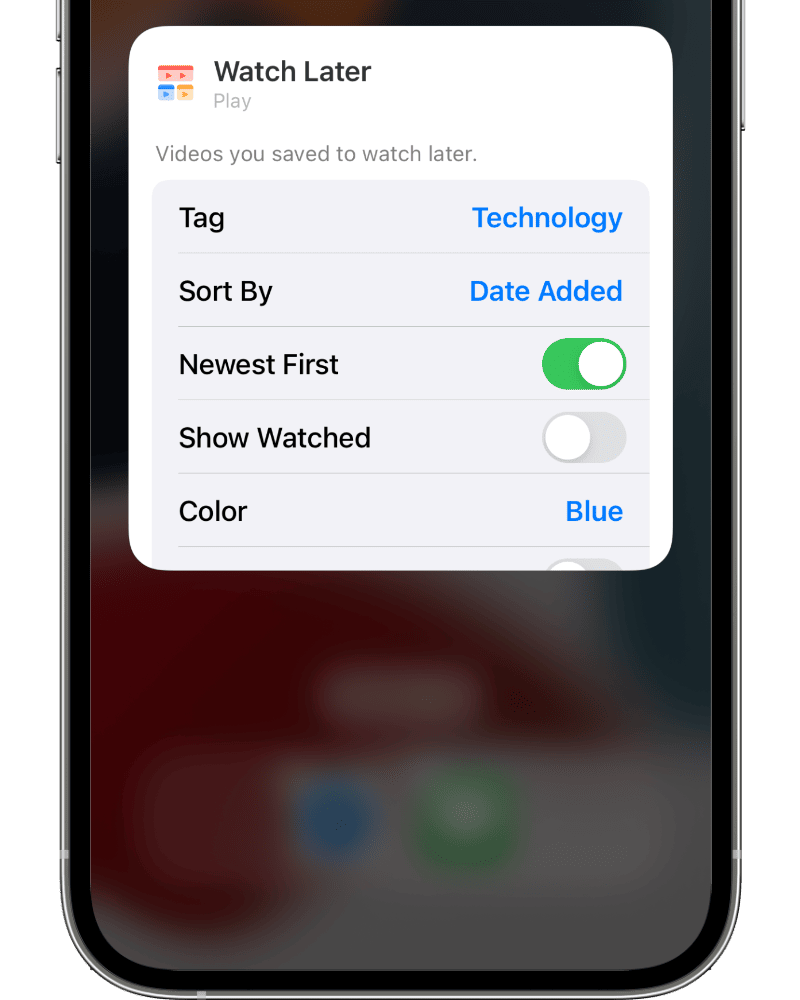 Watch Later
Play
Videos you saved to watch later.
Tag Technology
Sort By Date Added
Newest First
Show Watched
Color Blue